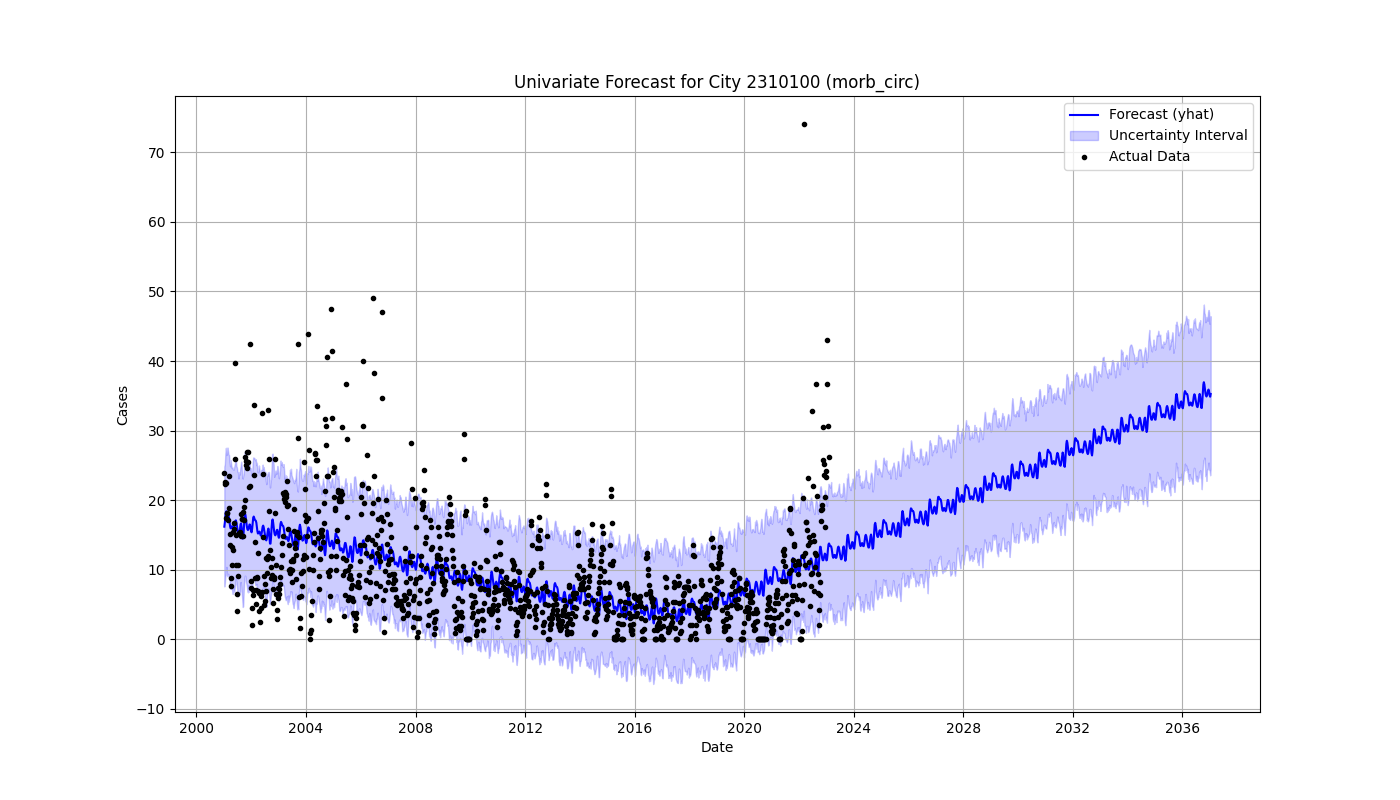 Univariate Forecast for City 2310100 (morb_circ)
Forecast (yhat)
Uncertainty Interval
Actual Data
Cases
70
60
50
40
30
20
10
0
−10
2000 2004 2008 2012 2016 2020 2024 2028 2032 2036
Date